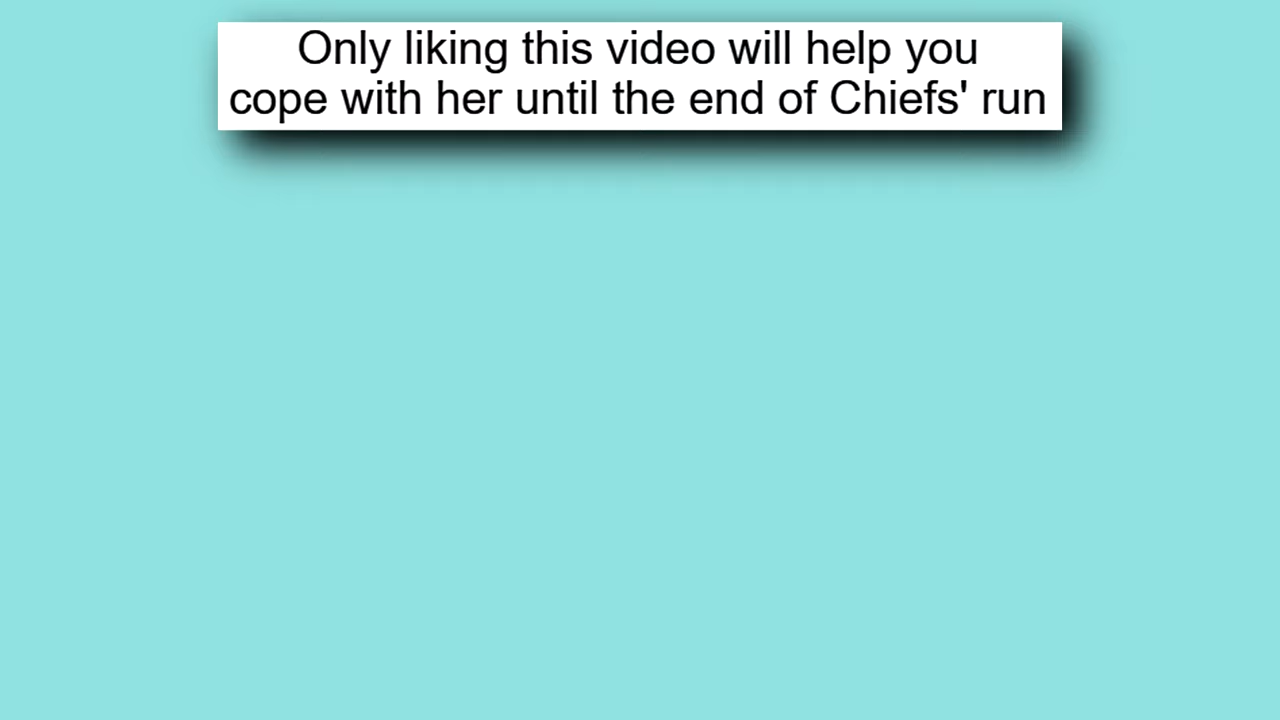 Only liking this video will help you
cope with her until the end of Chiefs' run